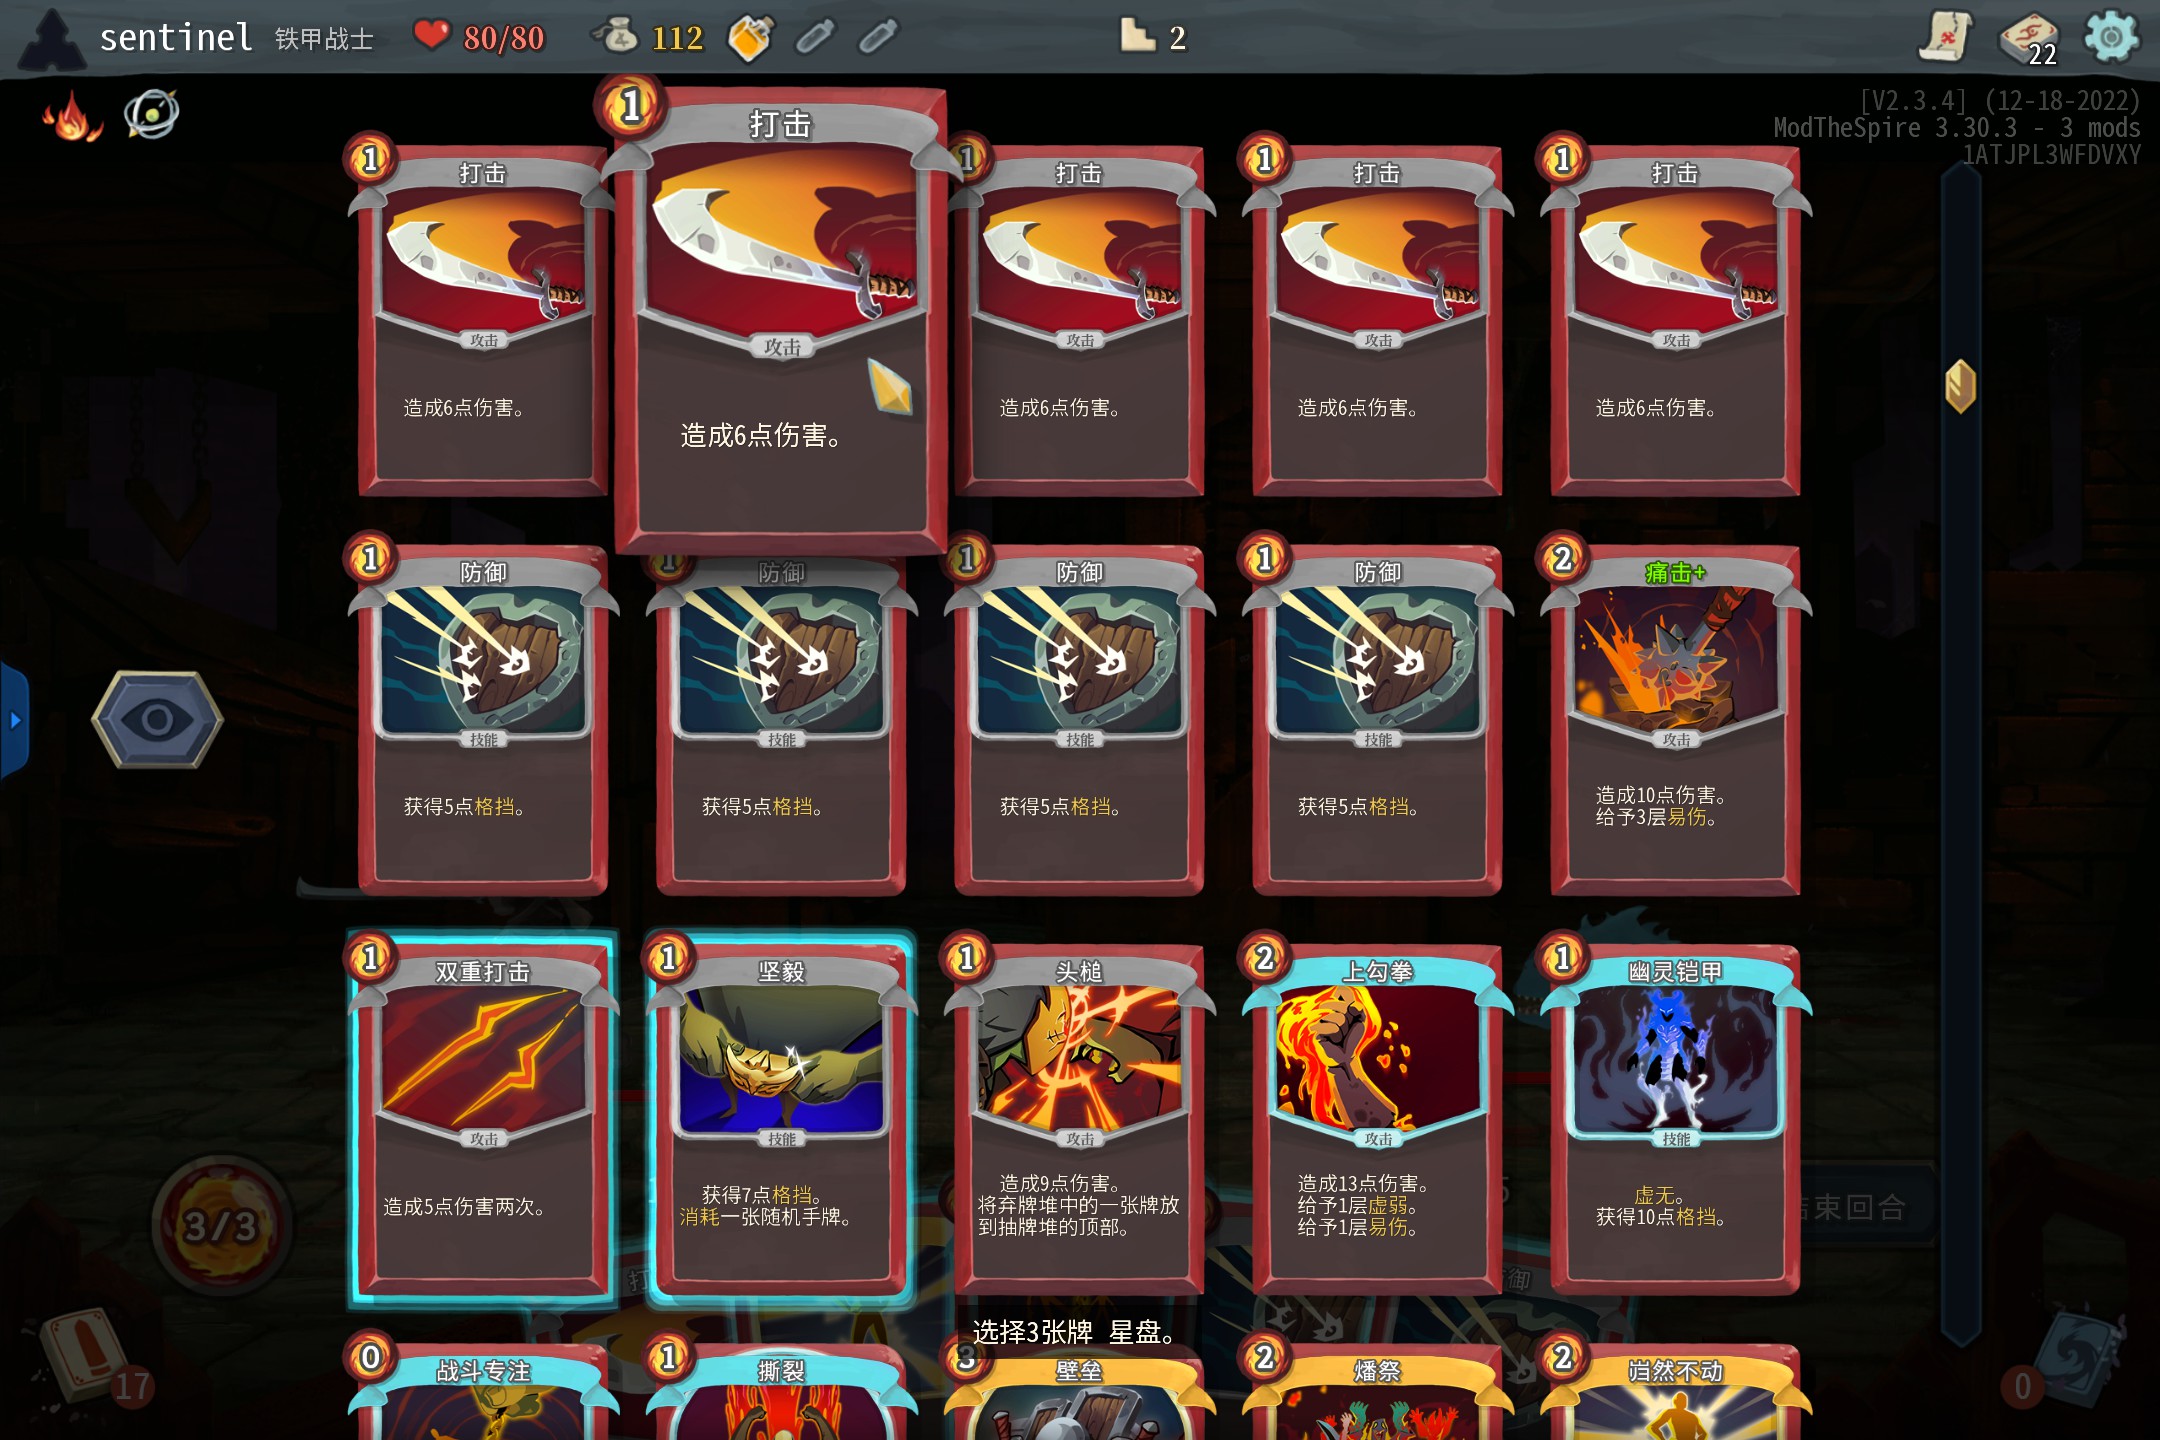 sentinel 铁甲战士 80/80 112 2 22
[V2.3.4] (12-18-2022)
ModTheSpire 3.30.3 - 3 mods
1ATJPL3WFDVXY
1 打击
攻击
造成6点伤害。
1 打击
攻击
造成6点伤害。
1 打击
攻击
造成6点伤害。
1 打击
攻击
造成6点伤害。
1 打击
攻击
造成6点伤害。
1 防御
技能
获得5点格挡。
1 防御
技能
获得5点格挡。
1 防御
技能
获得5点格挡。
1 防御
技能
获得5点格挡。
2 痛击+
攻击
造成10点伤害。
给予3层易伤。
1 双重打击
攻击
造成5点伤害两次。
1 坚毅
技能
获得7点格挡。
消耗一张随机手牌。
1 头槌
攻击
造成9点伤害。
将弃牌堆中的一张牌放
到抽牌堆的顶部。
2 上勾拳
攻击
造成13点伤害。
给予1层虚弱。
给予1层易伤。
1 幽灵铠甲
技能
虚无。
获得10点格挡。
3/3
束回合
选择3张牌 星盘。
0 战斗专注
1 撕裂
3 壁垒
2 燔祭
2 岿然不动
17
0